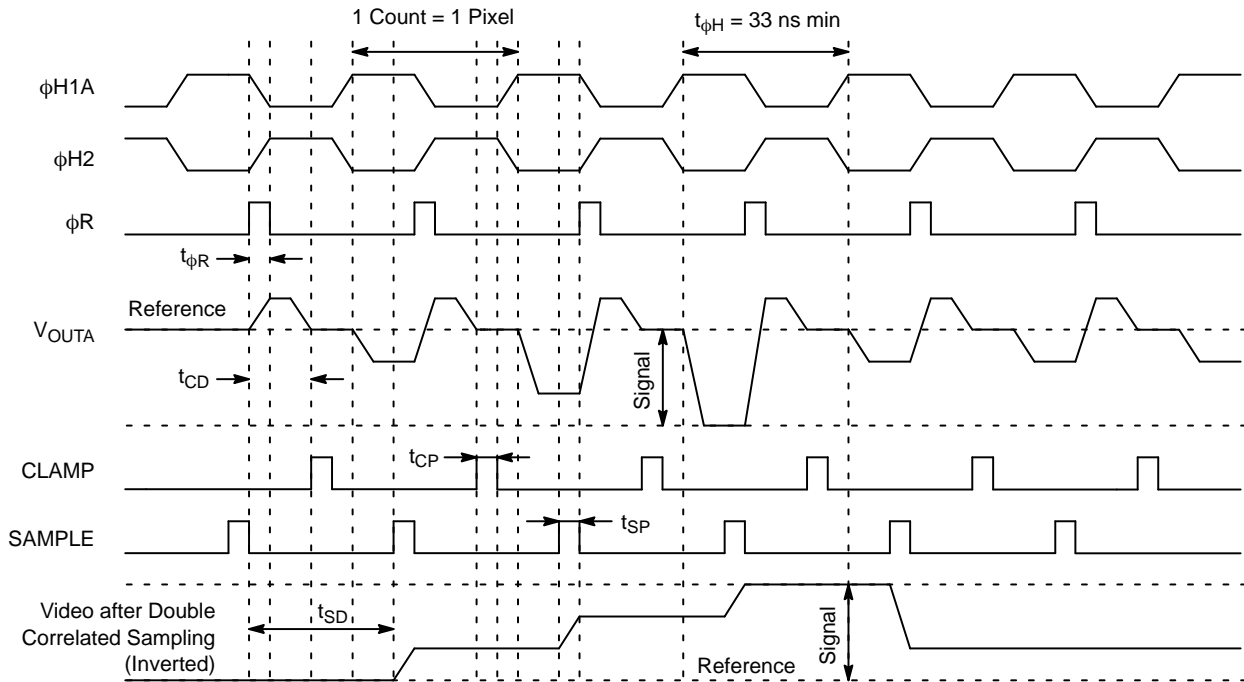 1 Count = 1 Pixel
tϕH = 33 ns min
ϕH1A
ϕH2
ϕR
tϕR
Reference
VOUTA
tCD
Signal
tCP
CLAMP
tSP
SAMPLE
Video after Double
Correlated Sampling
(Inverted)
tSD
Reference
Signal